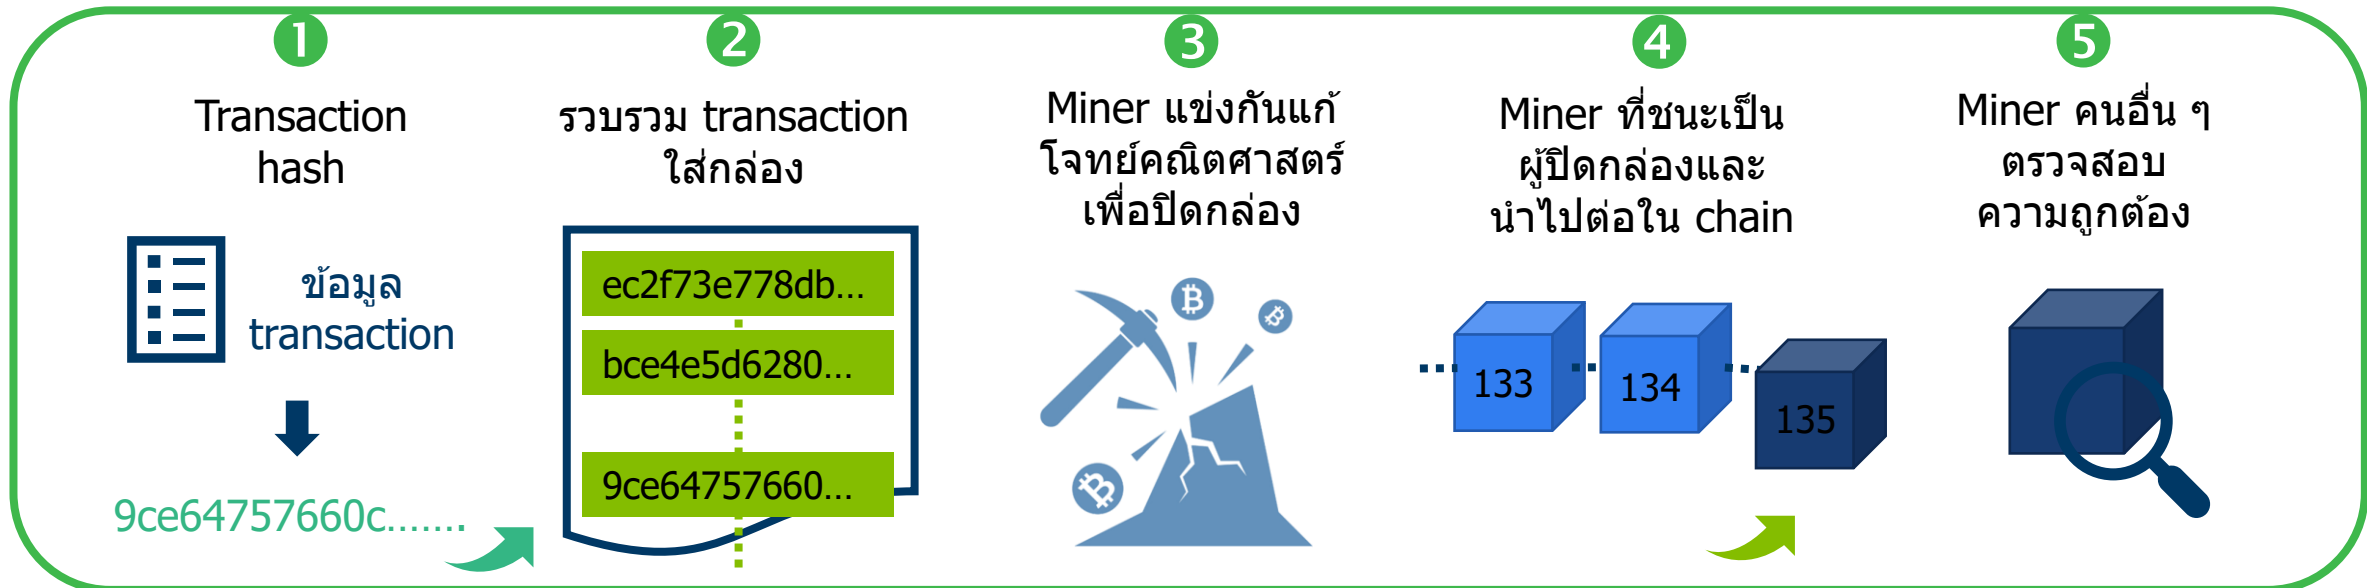 1
Transaction
hash
ข้อมูล
transaction
9ce64757660c…….
2
รวบรวม transaction
ใส่กล่อง
ec2f73e778db…
bce4e5d6280…
9ce64757660…
3
Miner แข่งกันแก้
โจทย์คณิตศาสตร์
เพื่อปิดกล่อง
4
Miner ที่ชนะเป็น
ผู้ปิดกล่องและ
นำไปต่อใน chain
133
134
135
5
Miner คนอื่น ๆ
ตรวจสอบ
ความถูกต้อง